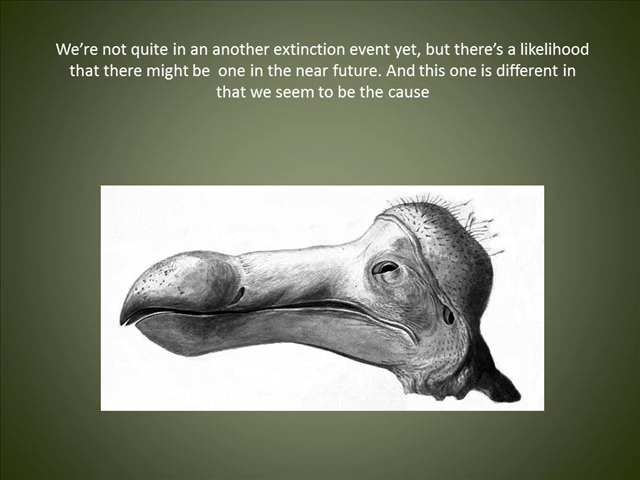 We’re not quite in an another extinction event yet, but there’s a likelihood
that there might be  one in the near future. And this one is different in
that we seem to be the cause